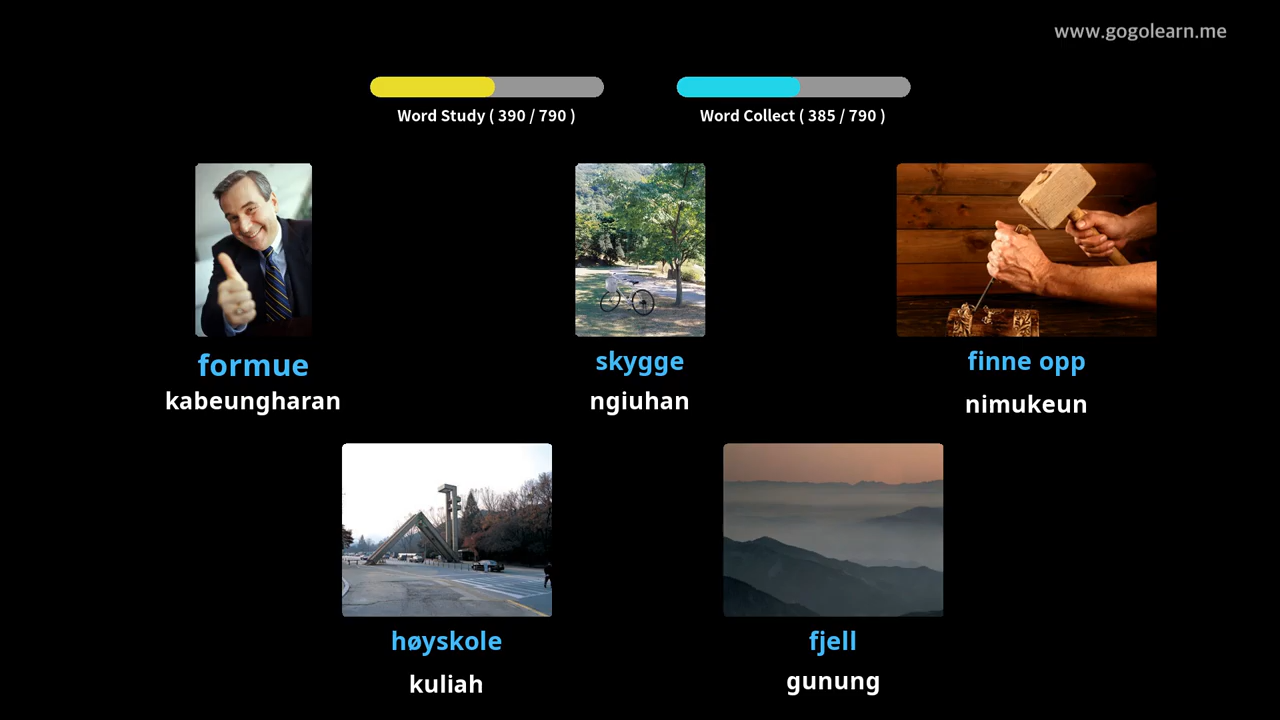 www.gogolearn.me
Word Study ( 390 / 790 )
Word Collect ( 385 / 790 )
formue
kabeungharan
skygge
ngiuhan
finne opp
nimukeun
høyskole
kuliah
fjell
gunung